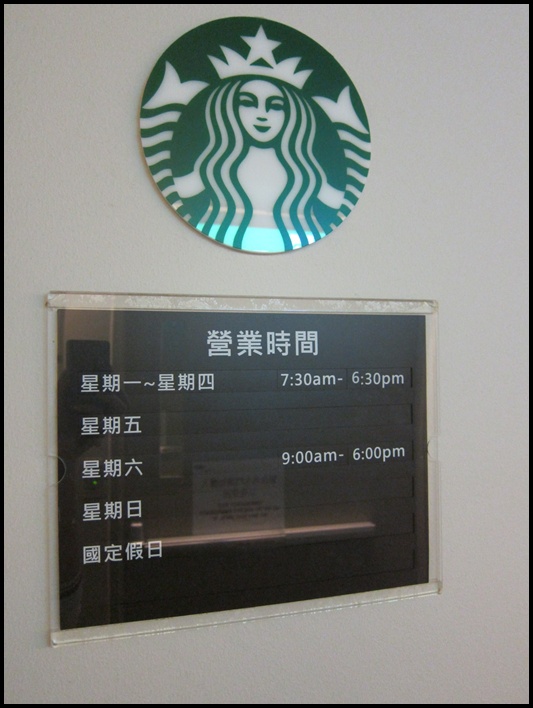 營業時間
星期一~星期四 7:30am- 6:30pm
星期五
星期六 9:00am- 6:00pm
星期日
國定假日